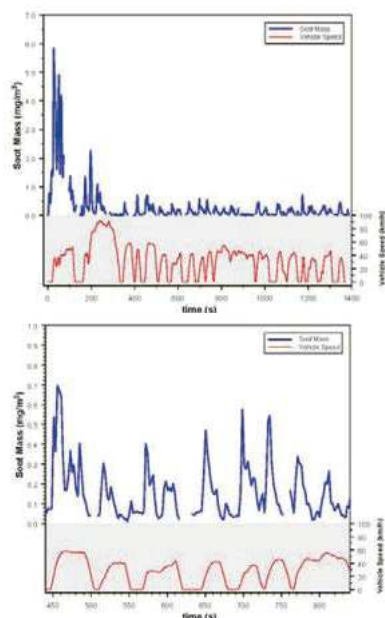 7.0
6.0
5.0
4.0
3.0
2.0
1.0
0.0
Soot Mass (mg/m³)
Soot Mass
Vehicle Speed
100
80
60
40
20
0
Vehicle Speed (km/h)
0 200 400 600 800 1000 1200 1400
time (s)
1.0
0.9
0.8
0.7
0.6
0.5
0.4
0.3
0.2
0.1
0.0
Soot Mass (mg/m³)
Soot Mass
Vehicle Speed
100
80
60
40
20
0
Vehicle Speed (km/h)
450 500 550 600 650 700 750 800
time (s)